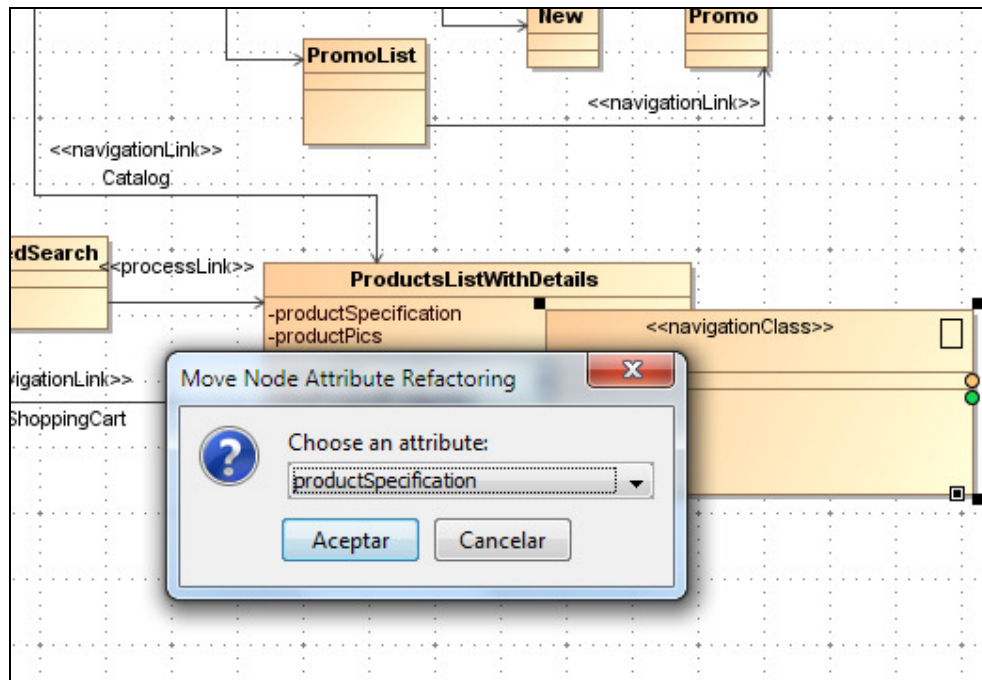 New
Promo
PromoList
<<navigationLink>>
<<navigationLink>>
Catalog
edSearch
<<processLink>>
ProductsListWithDetails
-productSpecification
-productPics
<<navigationClass>>
vigationLink>>
ShoppingCart
Move Node Attribute Refactoring
Choose an attribute:
productSpecification
Aceptar
Cancelar